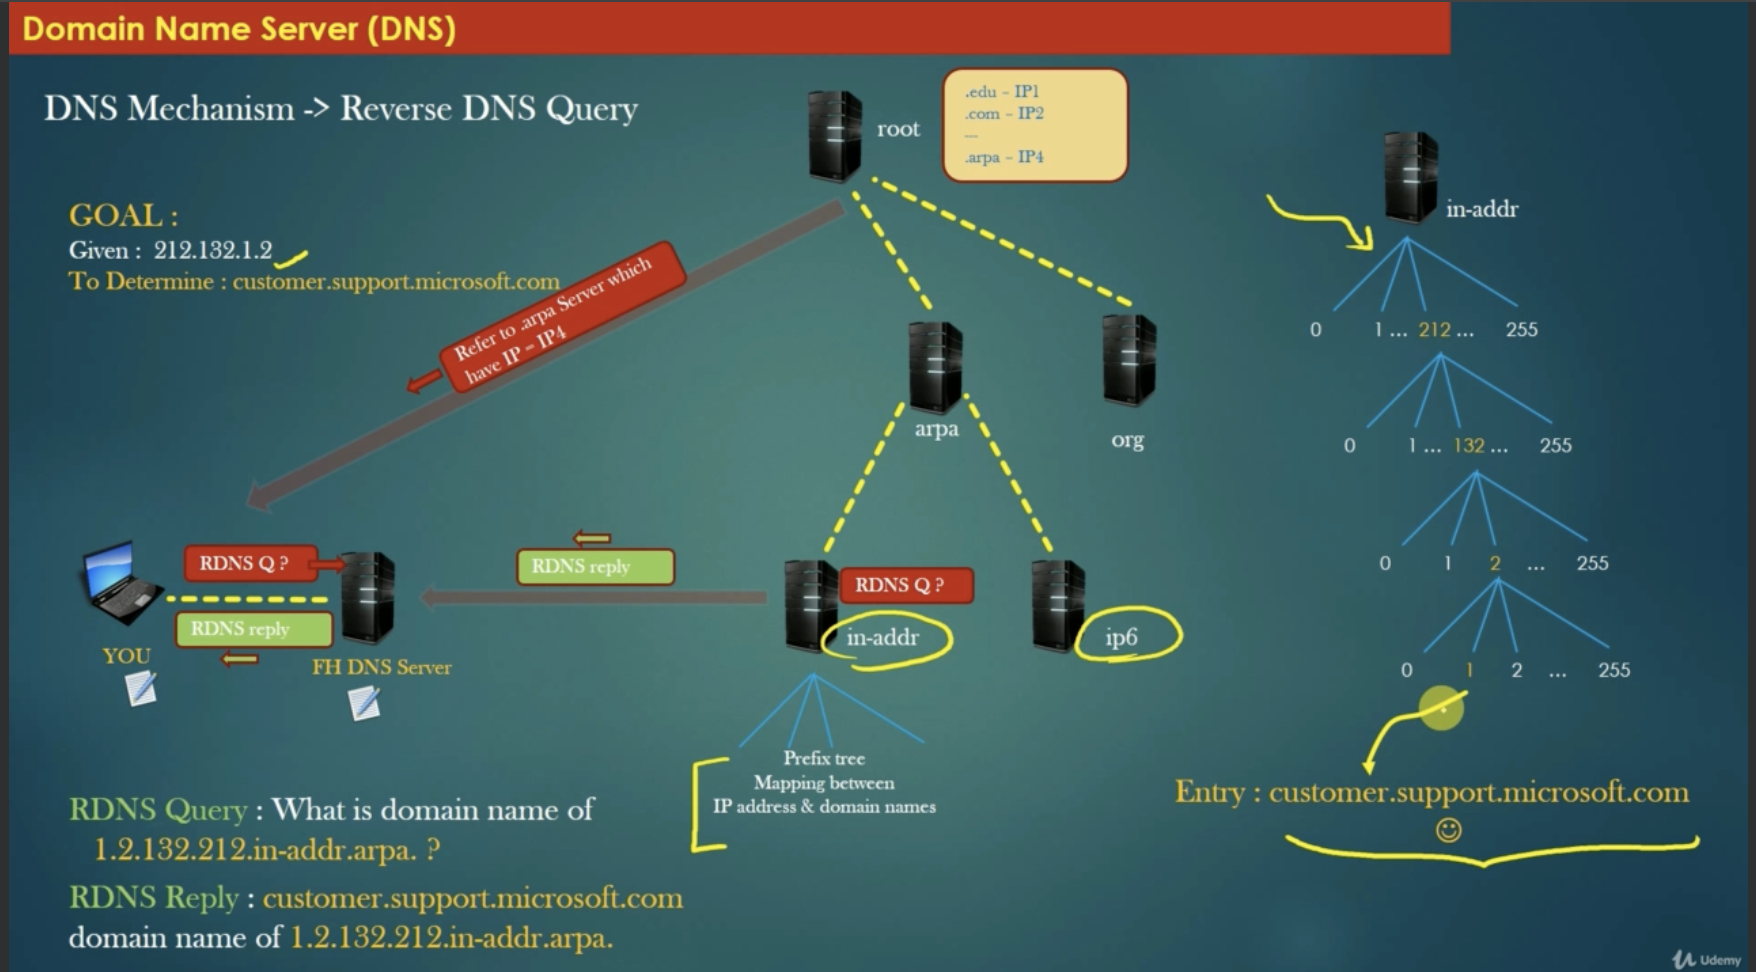 Domain Name Server (DNS)
DNS Mechanism -> Reverse DNS Query
GOAL :
Given : 212.132.1.2
To Determine : customer.support.microsoft.com
root
.edu – IP1
.com – IP2
---
.arpa – IP4
Refer to .arpa Server which
have IP – IP4
arpa
org
in-addr
0 1 ... 212 ... 255
0 1 ... 132 ... 255
0 1 2 ... 255
0 1 2 ... 255
Entry : customer.support.microsoft.com
RDNS Q ?
RDNS reply
YOU
FH DNS Server
RDNS reply
RDNS Q ?
in-addr
ip6
Prefix tree
Mapping between
IP address & domain names
RDNS Query : What is domain name of
1.2.132.212.in-addr.arpa. ?
RDNS Reply : customer.support.microsoft.com
domain name of 1.2.132.212.in-addr.arpa.
Udemy